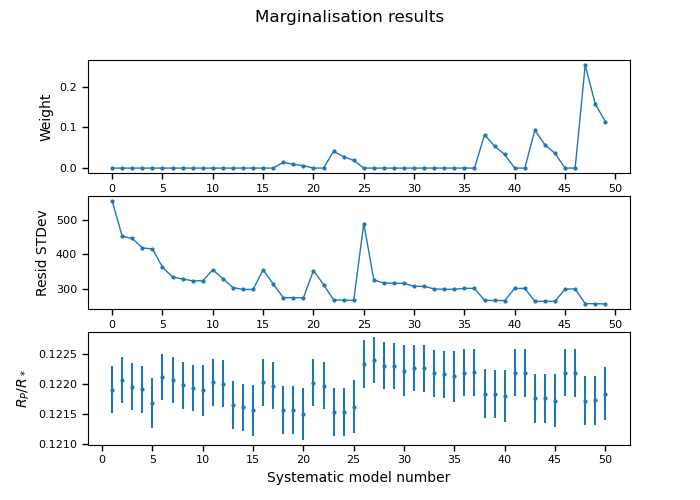 Marginalisation results
Weight
0.2
0.1
0.0
0 5 10 15 20 25 30 35 40 45 50
Resid STDev
500
400
300
0 5 10 15 20 25 30 35 40 45 50
R_P/R_*
0.1225
0.1220
0.1215
0.1210
0 5 10 15 20 25 30 35 40 45 50
Systematic model number